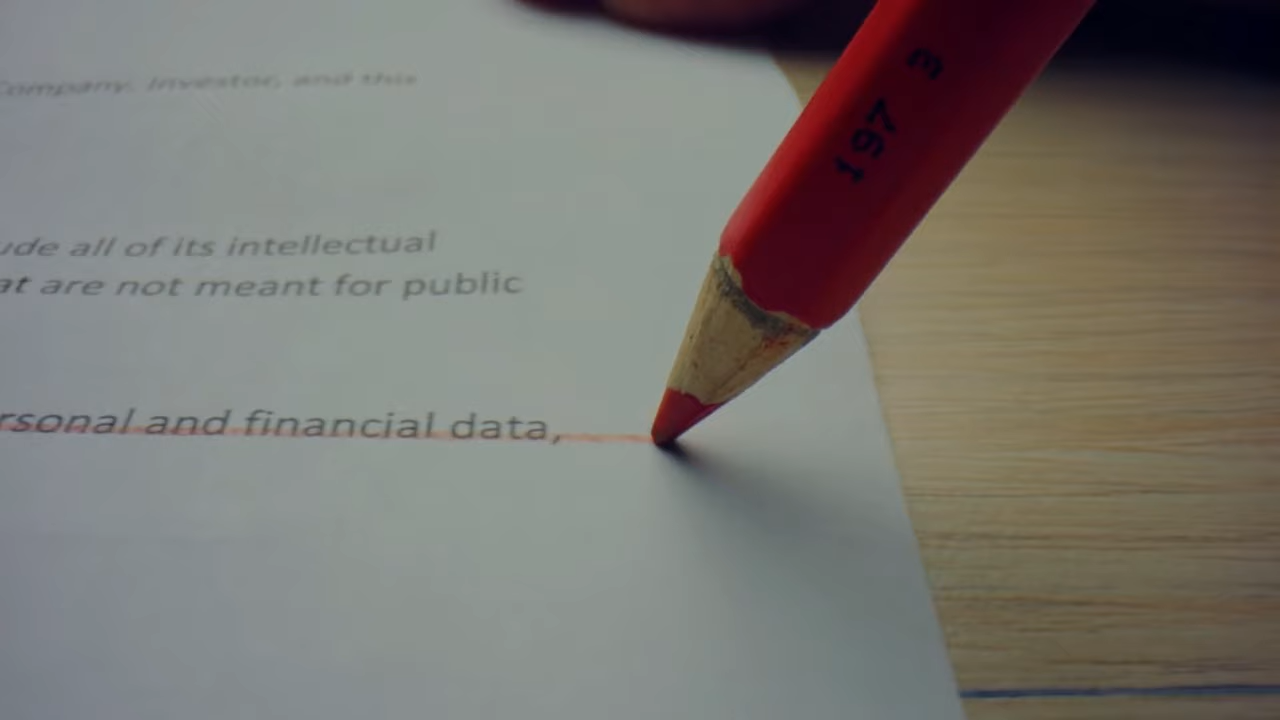 Company, Investor, and this
ude all of its intellectual
at are not meant for public
rsonal and financial data,
197 3